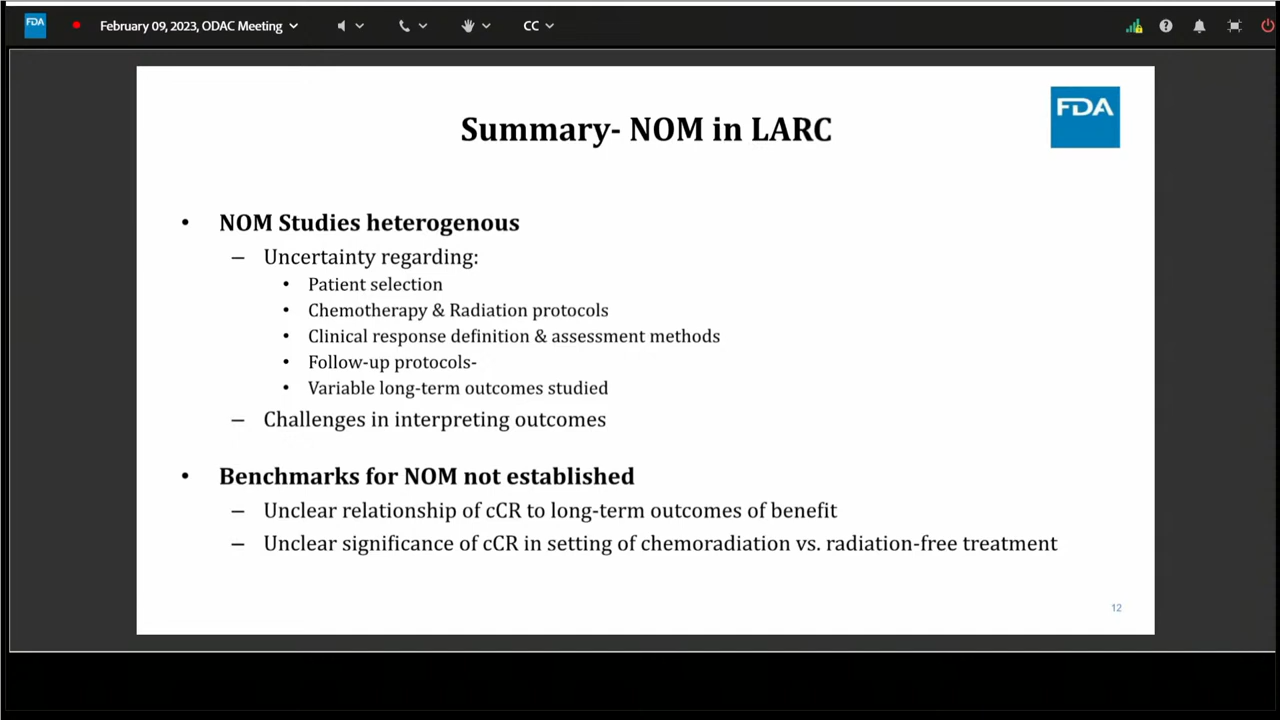 FDA
February 09, 2023, ODAC Meeting
CC
FDA
Summary- NOM in LARC
• NOM Studies heterogenous
– Uncertainty regarding:
• Patient selection
• Chemotherapy & Radiation protocols
• Clinical response definition & assessment methods
• Follow-up protocols-
• Variable long-term outcomes studied
– Challenges in interpreting outcomes
• Benchmarks for NOM not established
– Unclear relationship of cCR to long-term outcomes of benefit
– Unclear significance of cCR in setting of chemoradiation vs. radiation-free treatment
12